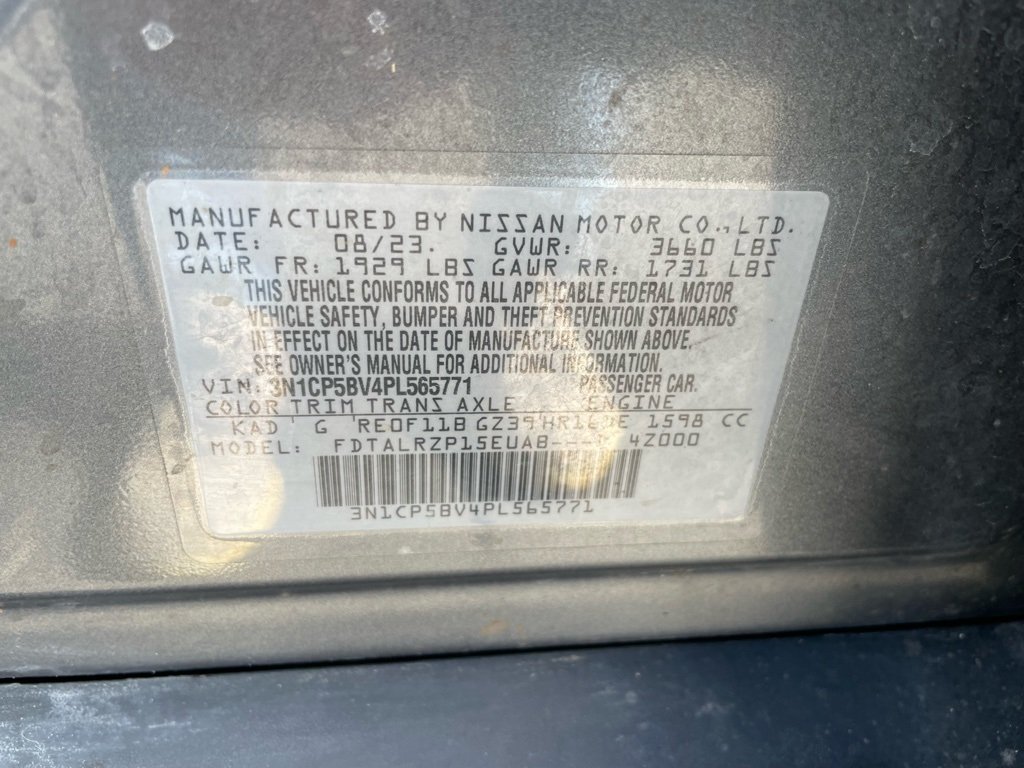 MANUFACTURED BY NISSAN MOTOR CO., LTD.
DATE: 08/23. GVWR: 3660 LBS
GAWR FR: 1929 LBS GAWR RR: 1731 LBS
THIS VEHICLE CONFORMS TO ALL APPLICABLE FEDERAL MOTOR
VEHICLE SAFETY, BUMPER AND THEFT PREVENTION STANDARDS
IN EFFECT ON THE DATE OF MANUFACTURE SHOWN ABOVE.
SEE OWNER'S MANUAL FOR ADDITIONAL INFORMATION.
VIN: 3N1CP5BV4PL565771 PASSENGER CAR.
COLOR TRIM TRANS AXLE ENGINE
KAD G RE0F11B GZ39 HR16DE 1598 CC
MODEL: FDTALRZP15EUAB---D 4Z000
3N1CP5BV4PL565771